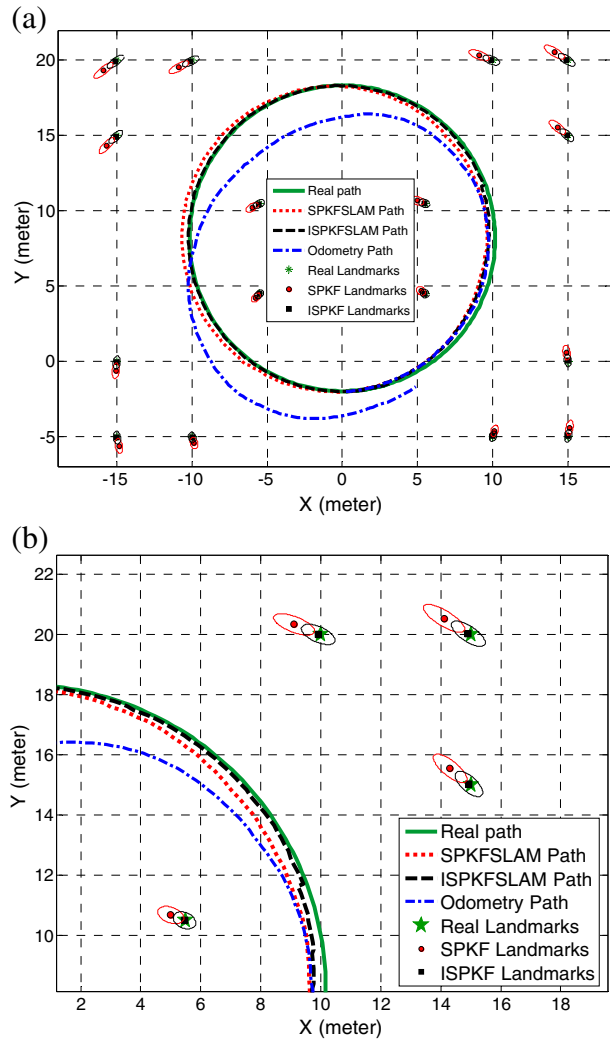 (a)
20
15
10
5
0
-5
Y (meter)
Real path
SPKFSLAM Path
ISPKFSLAM Path
Odometry Path
Real Landmarks
SPKF Landmarks
ISPKF Landmarks
-15 -10 -5 0 5 10 15
X (meter)
(b)
22
20
18
16
14
12
10
Y (meter)
Real path
SPKFSLAM Path
ISPKFSLAM Path
Odometry Path
Real Landmarks
SPKF Landmarks
ISPKF Landmarks
2 4 6 8 10 12 14 16 18
X (meter)